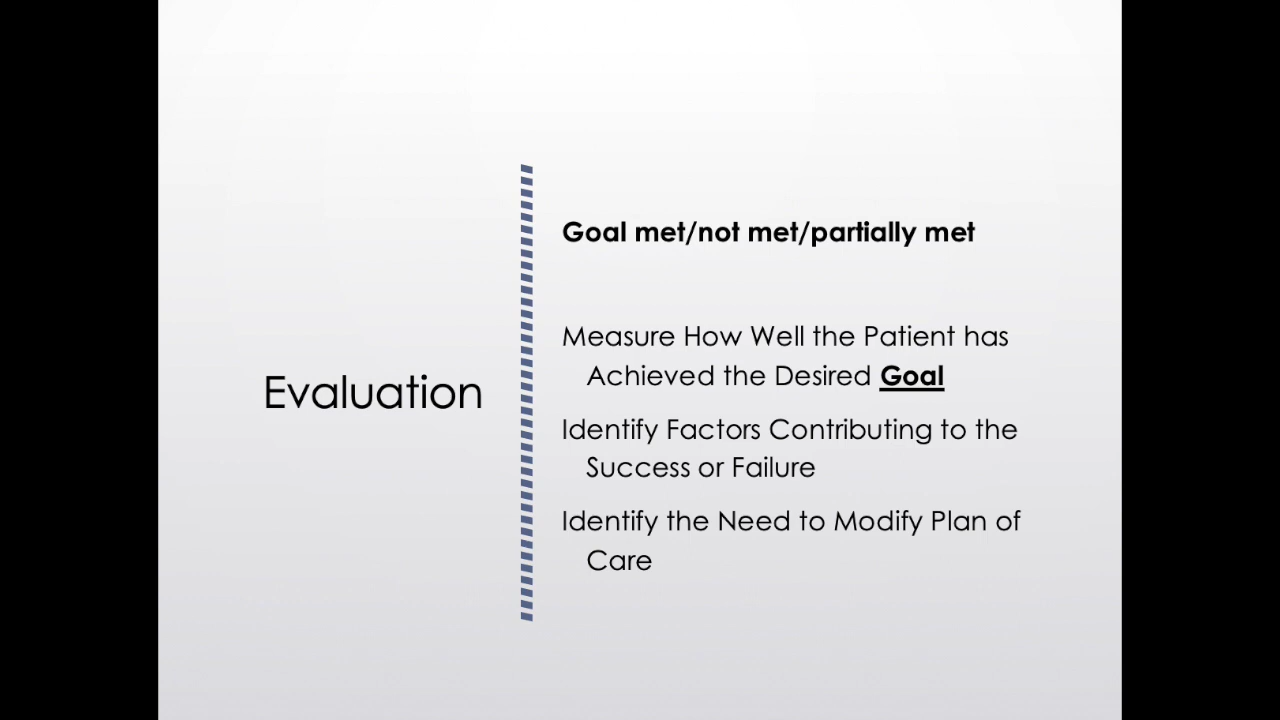 Evaluation
Goal met/not met/partially met
Measure How Well the Patient has
Achieved the Desired Goal
Identify Factors Contributing to the
Success or Failure
Identify the Need to Modify Plan of
Care